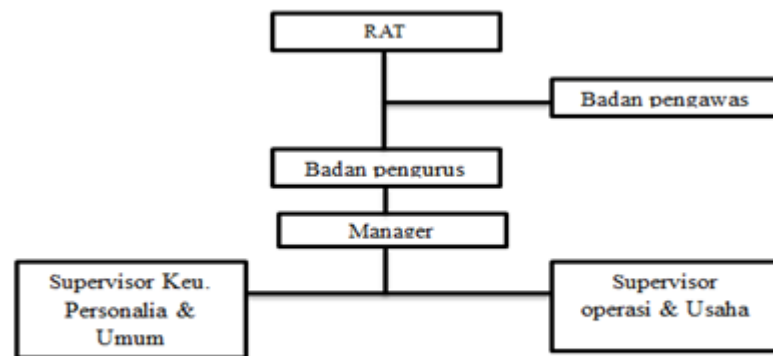 RAT
Badan pengawas
Badan pengurus
Manager
Supervisor Keu.
Personalia &
Umum
Supervisor
operasi & Usaha